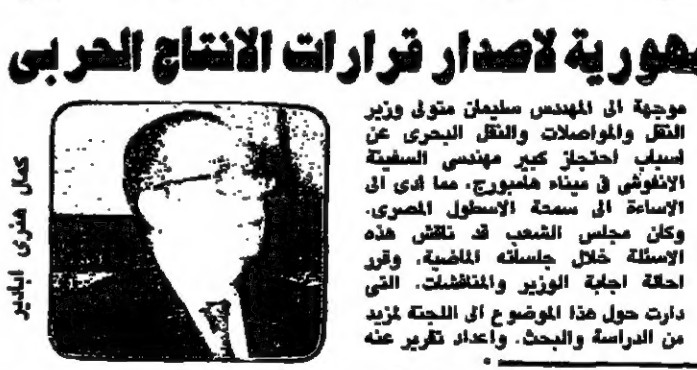 هورية لاصدار قرارات الانتاج الحربى
موجهة الى المهندس سليمان متولى وزير
النقل والمواصلات والنقل البحرى عن
اسباب احتجاز كبير مهندسى السفينة
الانفوشى فى ميناء هامبورج، مما ادى الى
الاساءة الى سمعة الاسطول المصرى.
وكان مجلس الشعب قد ناقش هذه
الاسئلة خلال جلساته الماضية. وقرر
احالة اجابة الوزير والمناقشات. التى
دارت حول هذا الموضوع الى اللجنة لمزيد
من الدراسة والبحث. واعداد تقرير عنه
كمال هنرى ابادير